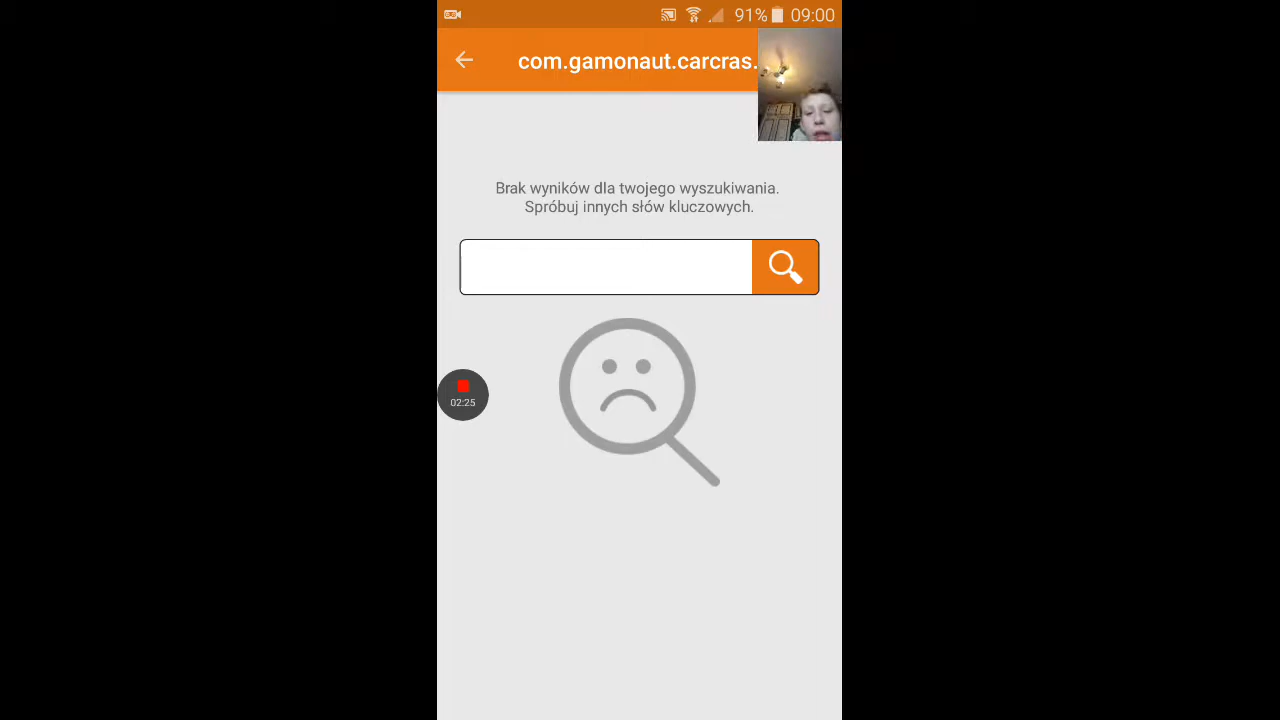 91% 09:00
com.gamonaut.carcras.
Brak wyników dla twojego wyszukiwania.
Spróbuj innych słów kluczowych.
02:25